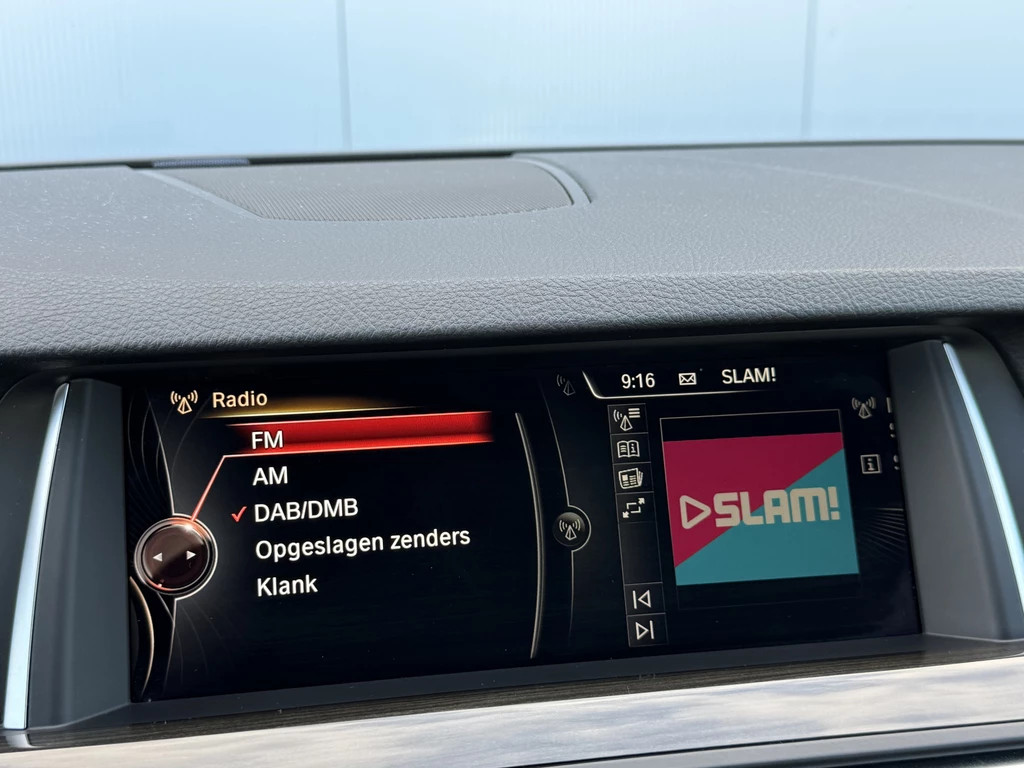 Radio
FM
AM
DAB/DMB
Opgeslagen zenders
Klank
9:16 SLAM!
SLAM!